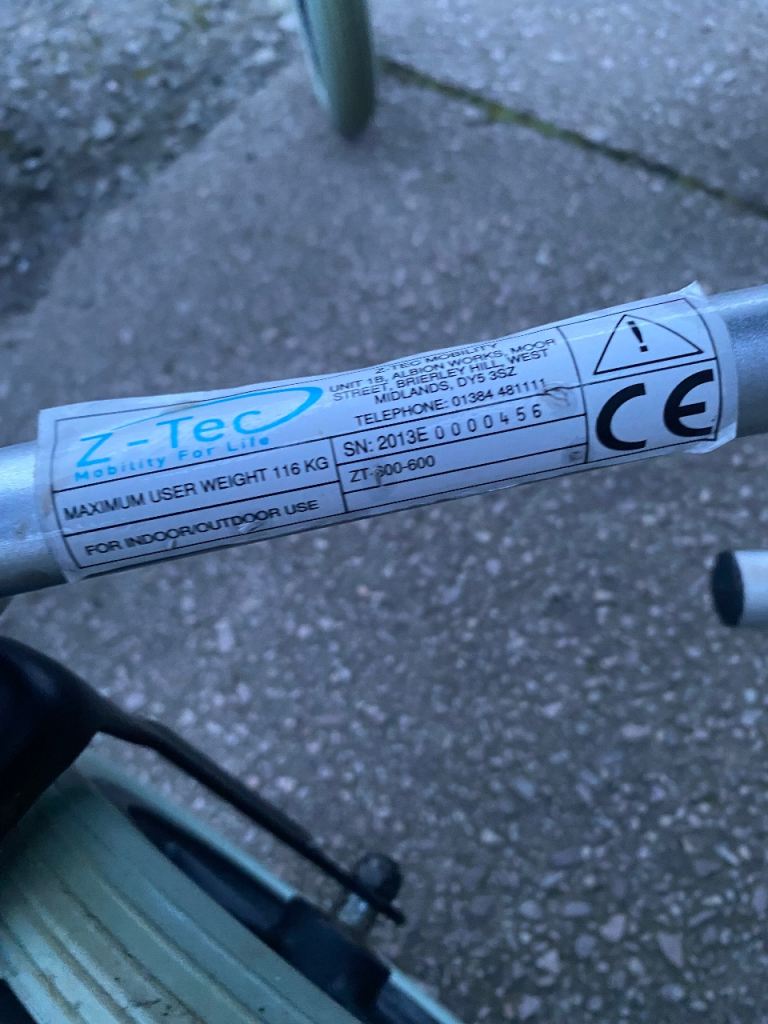 Z-Tec
Mobility For Life
Z-TEC MOBILITY
UNIT 1B, ALBION WORKS, MOOR
STREET, BRIERLEY HILL, WEST
MIDLANDS, DY5 3SZ
TELEPHONE: 01384 481111
!
CE
MAXIMUM USER WEIGHT 116 KG
SN: 2013E 0000456
FOR INDOOR/OUTDOOR USE
ZT-600-600